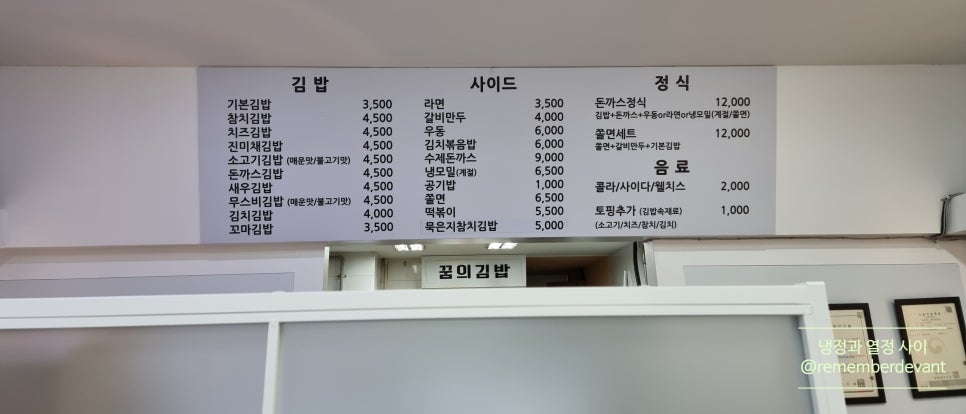 김밥
기본김밥 3,500
참치김밥 4,500
치즈김밥 4,500
진미채김밥 4,500
소고기김밥 (매운맛/불고기맛) 4,500
돈까스김밥 4,500
새우김밥 4,500
무스비김밥 (매운맛/불고기맛) 4,500
김치김밥 4,000
꼬마김밥 3,500
사이드
라면 3,500
갈비만두 4,000
우동 6,000
김치볶음밥 6,000
수제돈까스 9,000
냉모밀(계절) 6,500
공기밥 1,000
쫄면 6,500
떡볶이 5,500
묵은지참치김밥 5,000
정식
돈까스정식 12,000
김밥+돈까스+우동or라면or냉모밀(계절/쫄면)
쫄면세트 12,000
쫄면+갈비만두+기본김밥
음료
콜라/사이다/웰치스 2,000
토핑추가 (김밥속재료) 1,000
(소고기/치즈/참치/김치)
꿈의김밥
냉정과 열정 사이
@rememberdevant